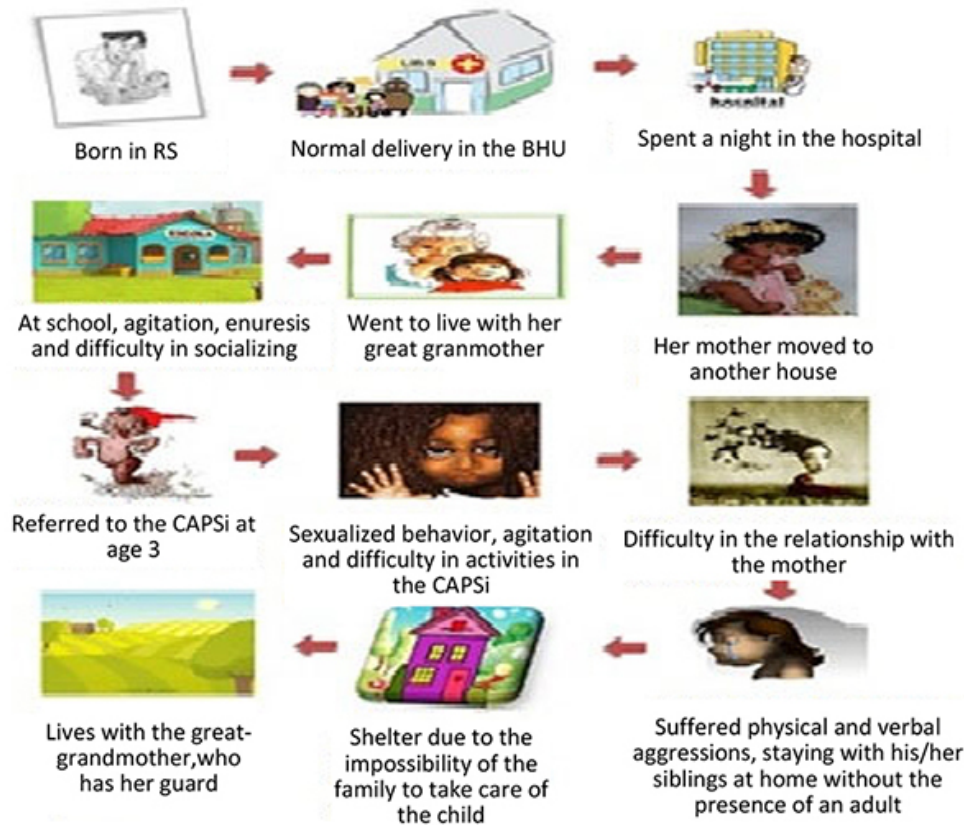 UBS
hospital
Born in RS
Normal delivery in the BHU
Spent a night in the hospital
ESCOLA
At school, agitation, enuresis
and difficulty in socializing
Went to live with her
great granmother
Her mother moved to
another house
Referred to the CAPSi at
age 3
Sexualized behavior, agitation
and difficulty in activities in
the CAPSi
Difficulty in the relationship with
the mother
Lives with the great-
grandmother,who
has her guard
Shelter due to the
impossibility of the
family to take care of
the child
Suffered physical and verbal
aggressions, staying with his/her
siblings at home without the
presence of an adult